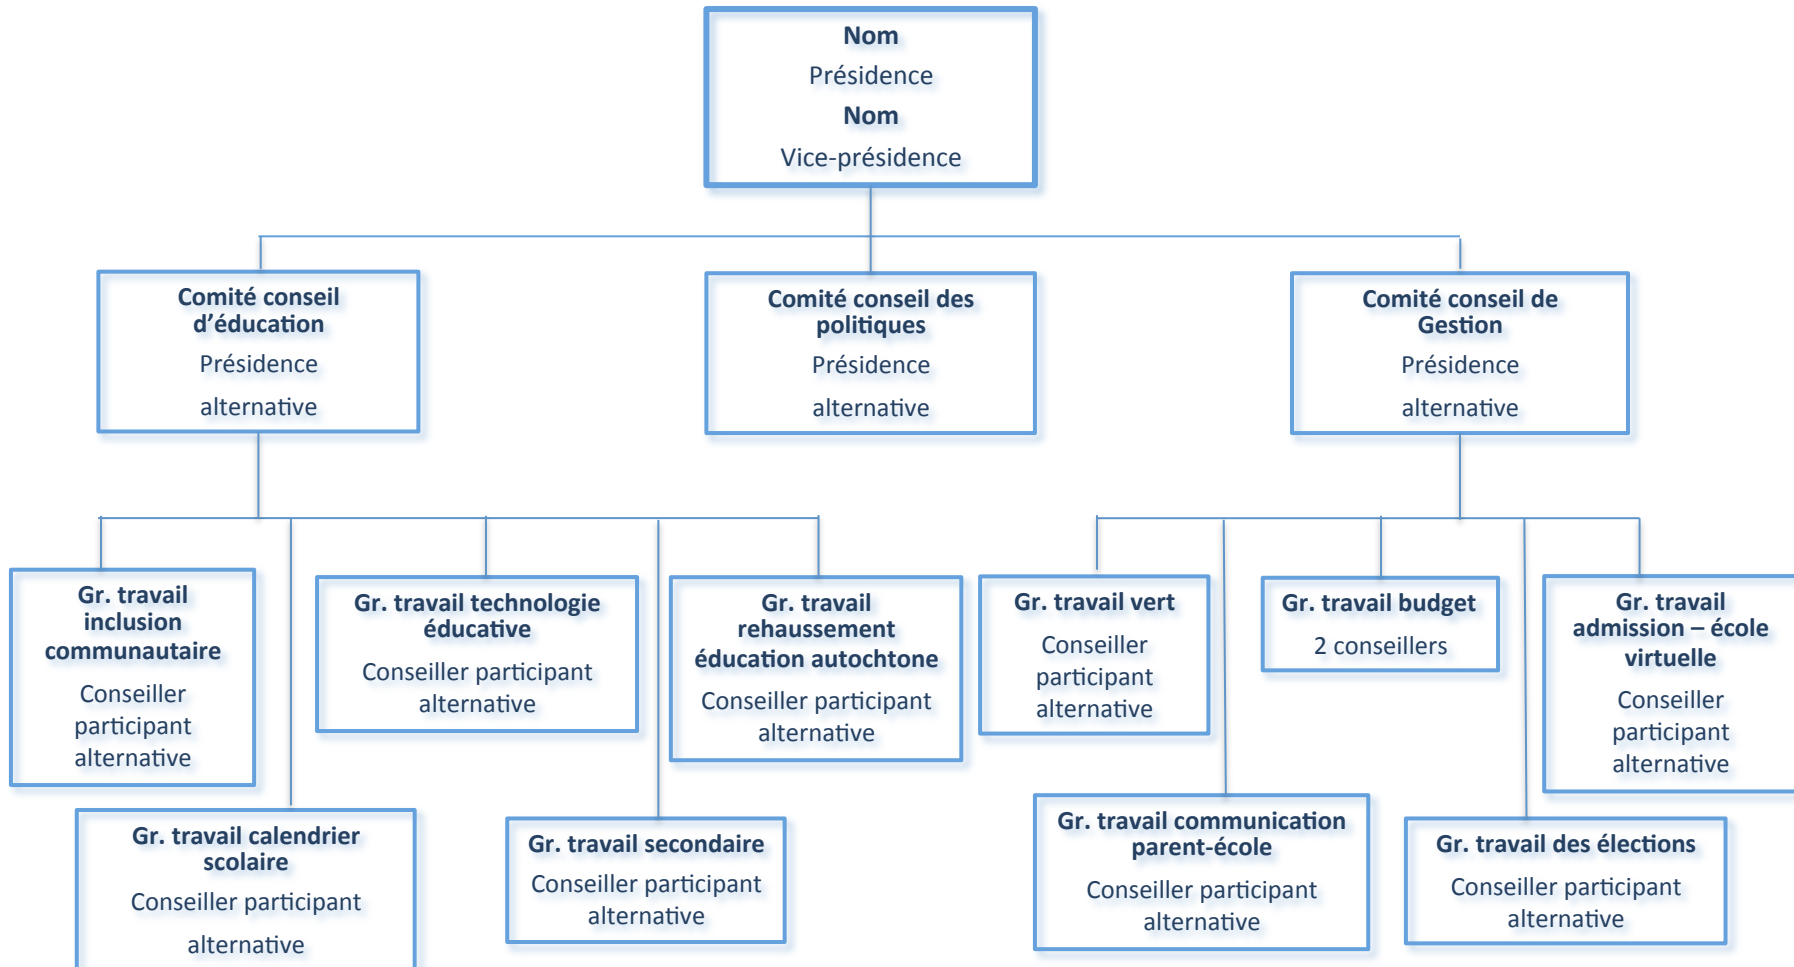 Nom
Présidence
Nom
Vice-présidence
Comité conseil
d’éducation
Présidence
alternative
Comité conseil des
politiques
Présidence
alternative
Comité conseil de
Gestion
Présidence
alternative
Gr. travail
inclusion
communautaire
Conseiller
participant
alternative
Gr. travail technologie
éducative
Conseiller participant
alternative
Gr. travail
rehaussement
éducation autochtone
Conseiller participant
alternative
Gr. travail vert
Conseiller
participant
alternative
Gr. travail budget
2 conseillers
Gr. travail
admission – école
virtuelle
Conseiller
participant
alternative
Gr. travail calendrier
scolaire
Conseiller participant
alternative
Gr. travail secondaire
Conseiller participant
alternative
Gr. travail communication
parent-école
Conseiller participant
alternative
Gr. travail des élections
Conseiller participant
alternative